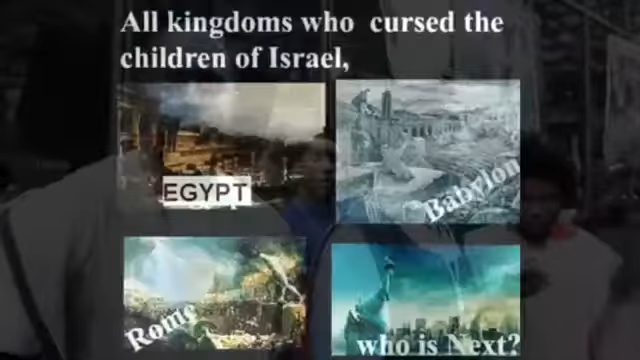 All kingdoms who cursed the
children of Israel,
EGYPT
Babylon
Rome
who is Next?